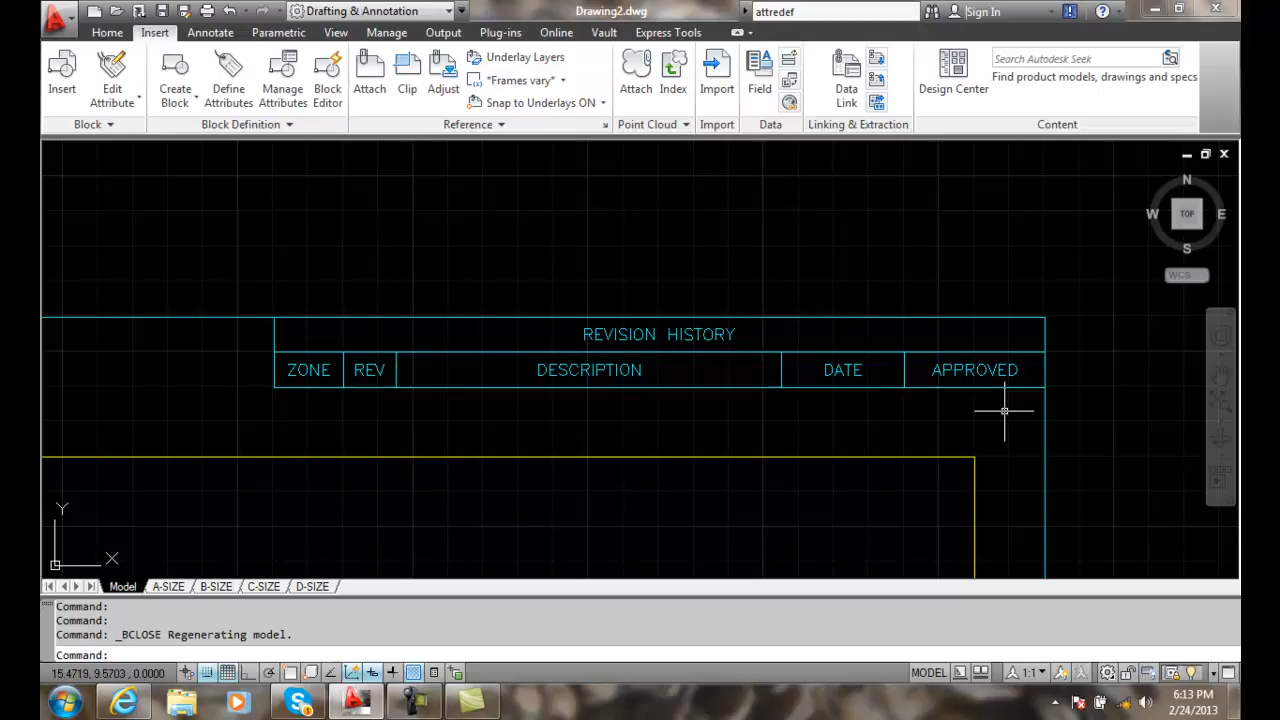 Drafting & Annotation
Drawing2.dwg
attredef
Sign In
Home Insert Annotate Parametric View Manage Output Plug-ins Online Vault Express Tools
Insert
Edit Attribute
Create Block
Define Attributes
Manage Attributes
Block Editor
Attach
Clip
Adjust
Underlay Layers
*Frames vary*
Snap to Underlays ON
Attach
Index
Import
Field
Data Link
Design Center
Search Autodesk Seek
Find product models, drawings and specs
Block
Block Definition
Reference
Point Cloud
Import
Data
Linking & Extraction
Content
N
W TOP E
S
WCS
REVISION HISTORY
ZONE REV DESCRIPTION DATE APPROVED
Y
X
Model A-SIZE B-SIZE C-SIZE D-SIZE
Command:
Command:
Command: _BCLOSE Regenerating model.
Command:
15.4719, 9.5703 , 0.0000
MODEL
1:1
6:13 PM
2/24/2013